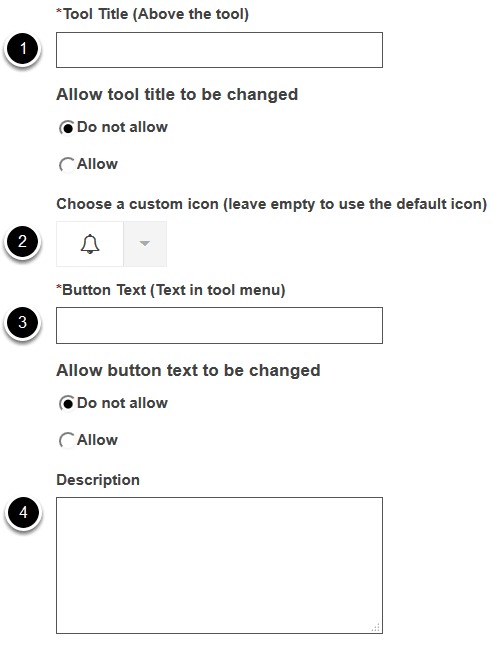 *Tool Title (Above the tool)
1
Allow tool title to be changed
Do not allow
Allow
Choose a custom icon (leave empty to use the default icon)
2
*Button Text (Text in tool menu)
3
Allow button text to be changed
Do not allow
Allow
Description
4